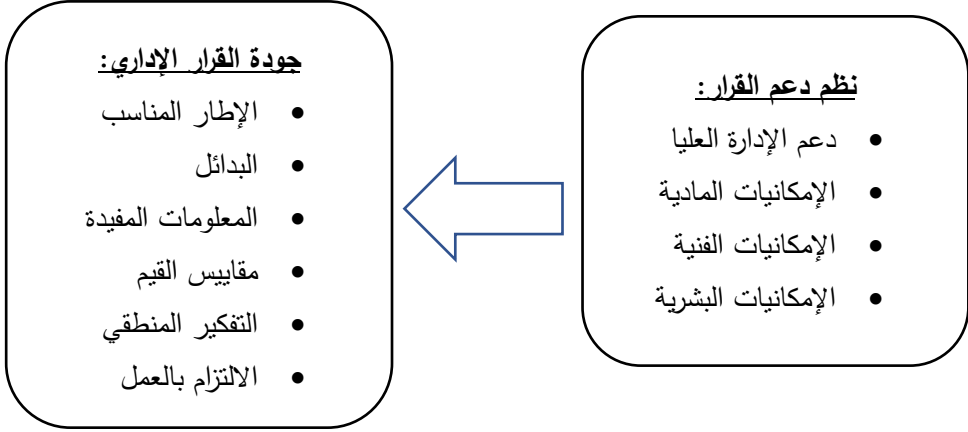 نظم دعم القرار:
• دعم الإدارة العليا
• الإمكانيات المادية
• الإمكانيات الفنية
• الإمكانيات البشرية
جودة القرار الإداري:
• الإطار المناسب
• البدائل
• المعلومات المفيدة
• مقاييس القيم
• التفكير المنطقي
• الالتزام بالعمل